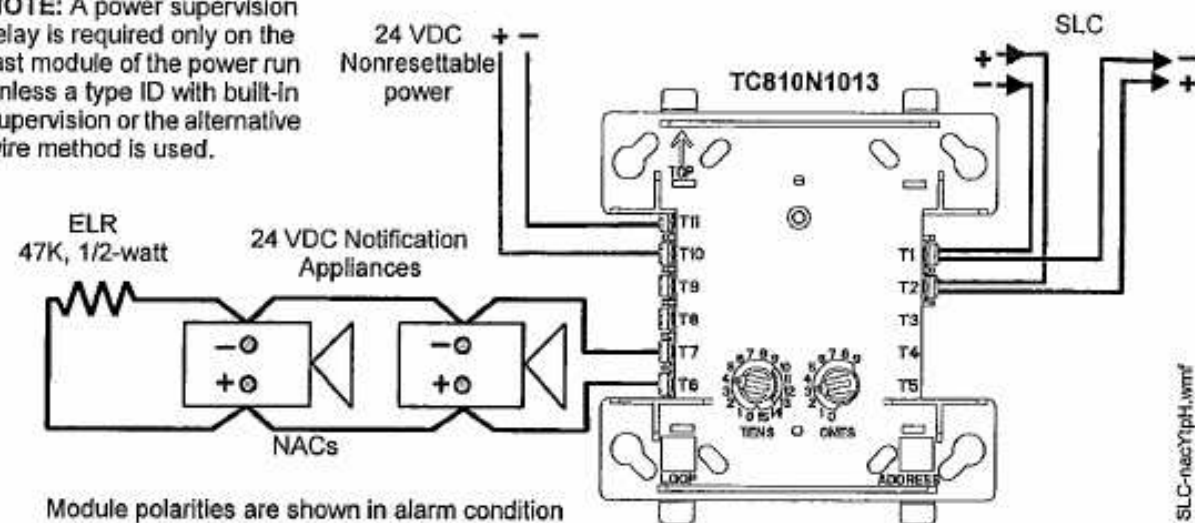 NOTE: A power supervision
relay is required only on the
last module of the power run
unless a type ID with built-in
supervision or the alternative
wire method is used.
24 VDC
Nonresettable
power
+ −
SLC
+
−
−
+
TC810N1013
TOP
T11
T10
T9
T8
T7
T6
T1
T2
T3
T4
T5
ELR
47K, 1/2-watt
24 VDC Notification
Appliances
−
+
−
+
NACs
TENS
ONES
LOOP
ADDRESS
Module polarities are shown in alarm condition
SLC-nacYtpH.wmf